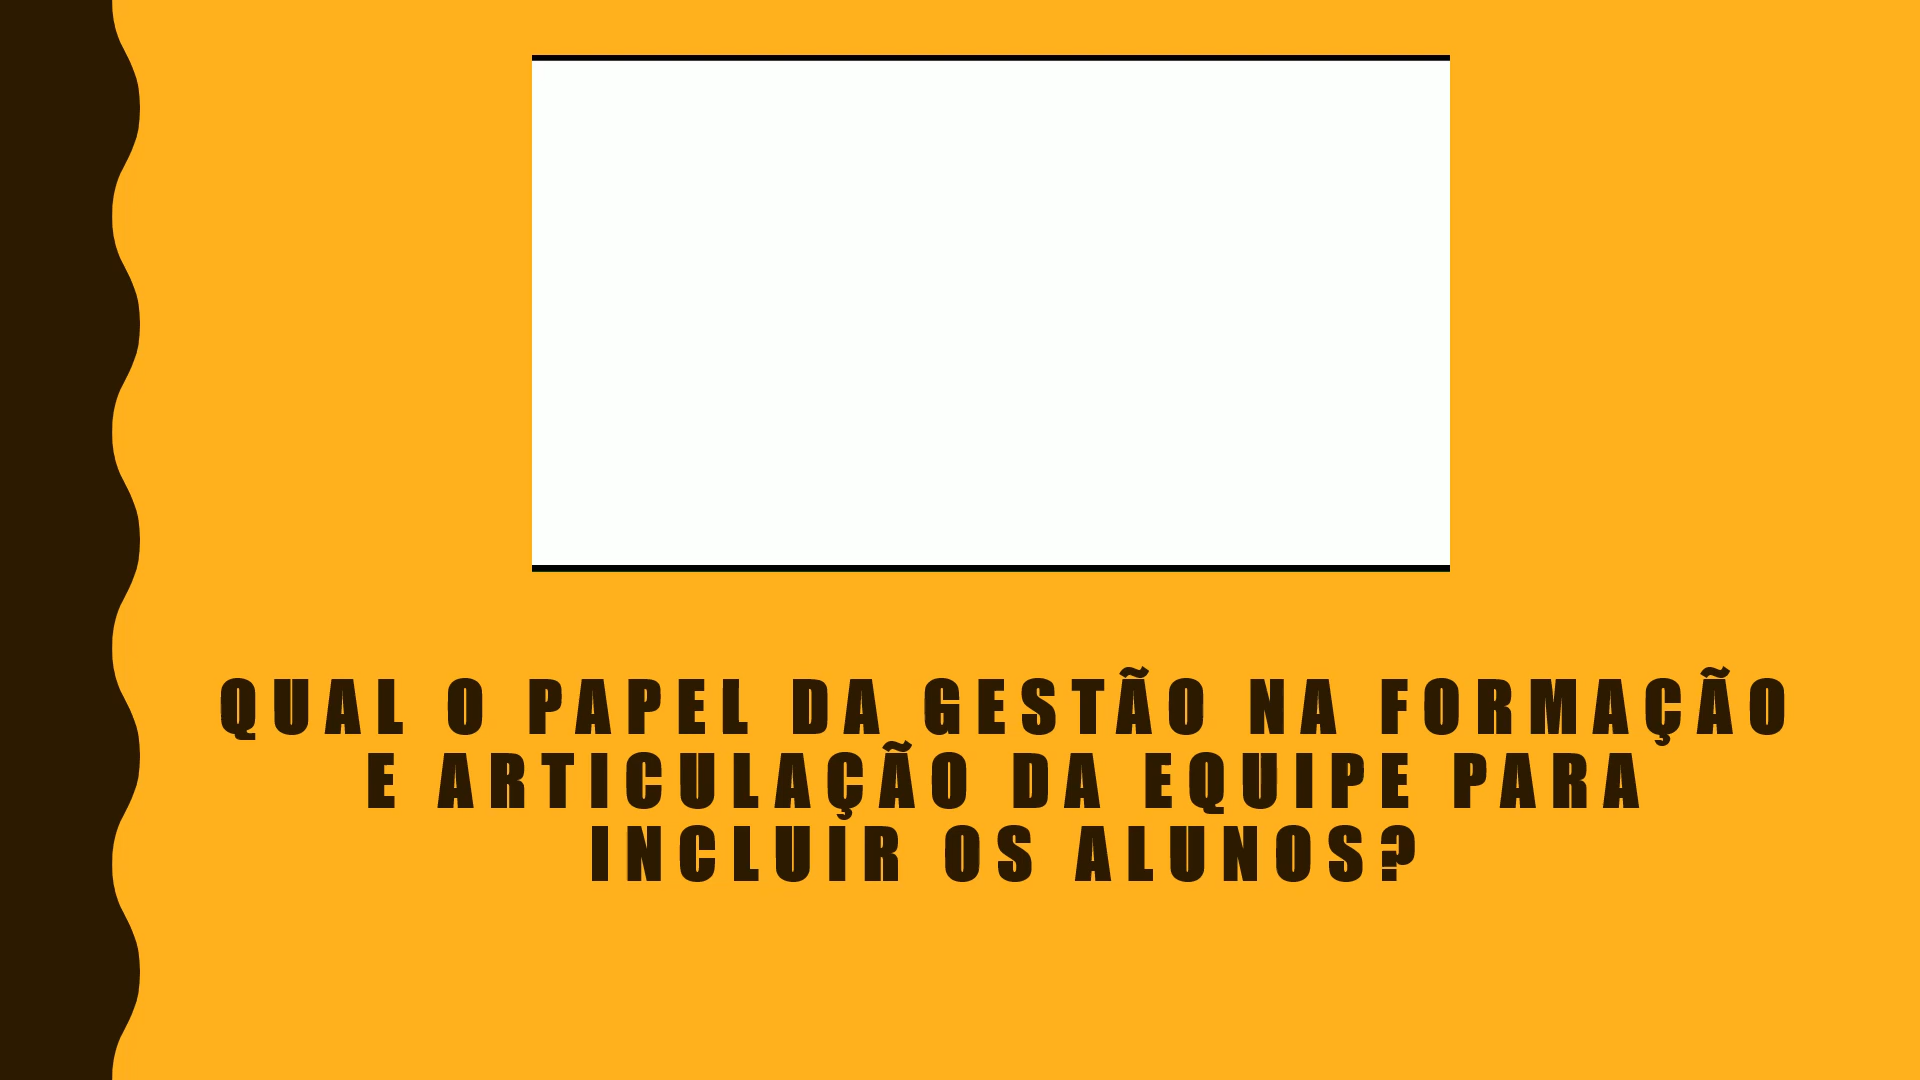 QUAL O PAPEL DA GESTÃO NA FORMAÇÃO
E ARTICULAÇÃO DA EQUIPE PARA
INCLUIR OS ALUNOS?